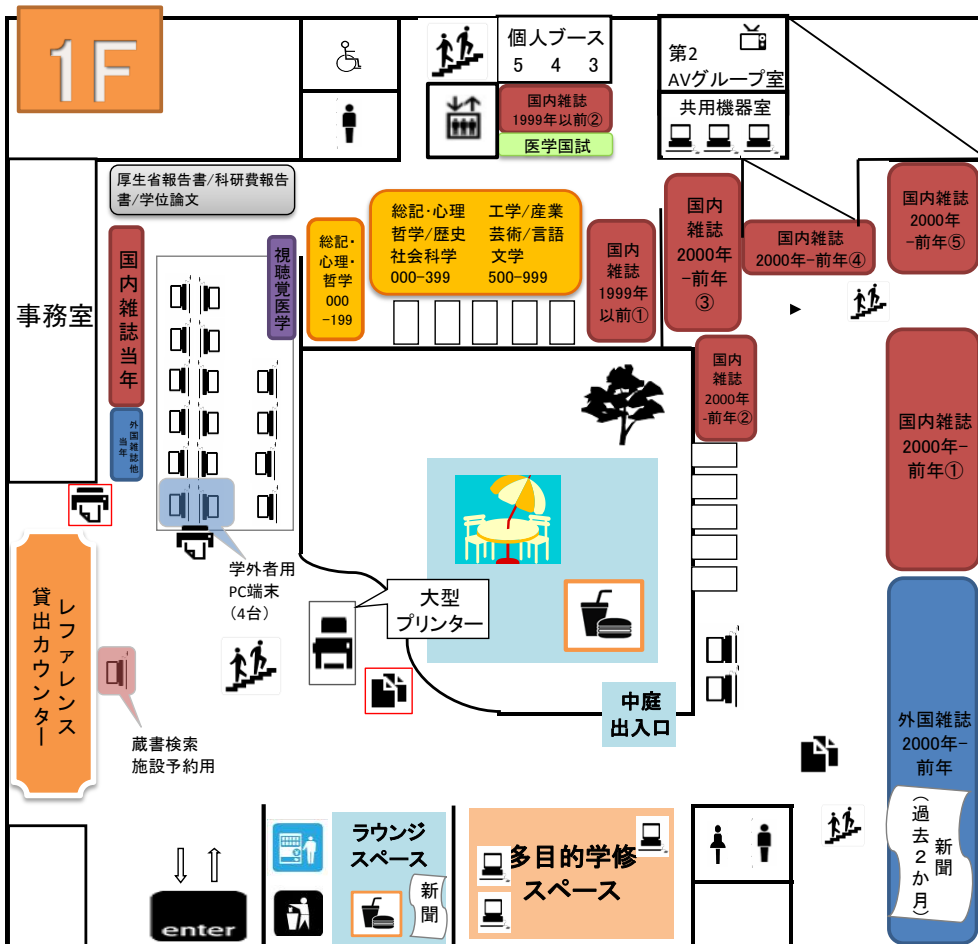 1F
個人ブース
5 4 3
第2
AVグループ室
共用機器室
国内雑誌
1999年以前②
医学国試
厚生省報告書/科研費報告
書/学位論文
事務室
国内雑誌当年
外国雑誌他
当年
視聴覚医学
総記・
心理・
哲学
000
-199
総記・心理
哲学/歴史
社会科学
000-399
工学/産業
芸術/言語
文学
500-999
国内
雑誌
1999年
以前①
国内
雑誌
2000年
-前年
③
国内雑誌
2000年-前年④
国内雑誌
2000年
-前年⑤
国内
雑誌
2000年
-前年②
国内雑誌
2000年-
前年①
学外者用
PC端末
（4台）
大型
プリンター
レファレンス
貸出カウンター
蔵書検索
施設予約用
中庭
出入口
外国雑誌
2000年-
前年
新聞
（過去2か月）
enter
ラウンジ
スペース
新聞
多目的学修
スペース